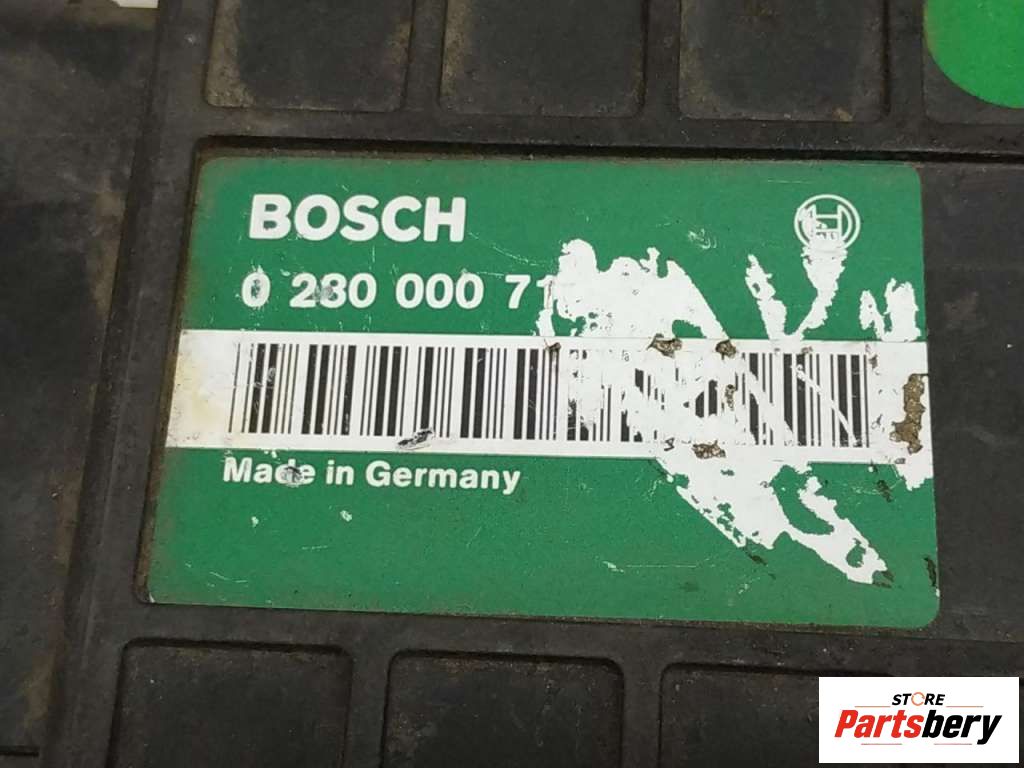 BOSCH
0 280 000 71
Made in Germany
STORE
Partsbery